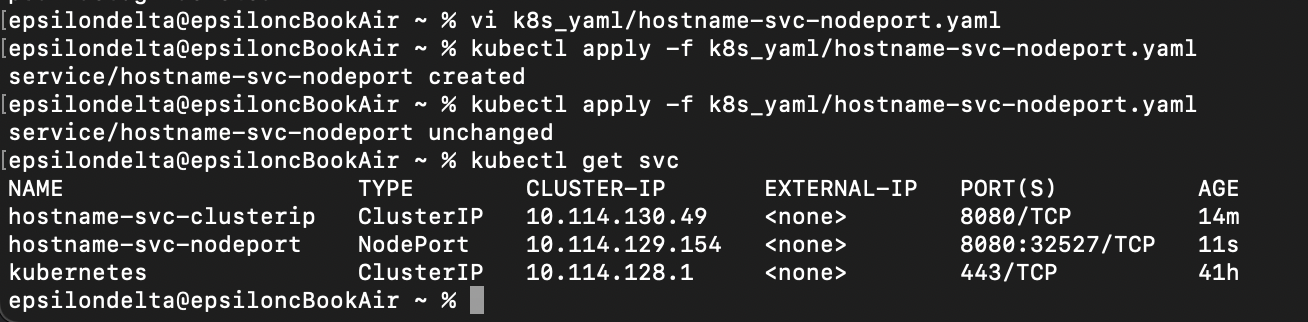 [epsilondelta@epsiloncBookAir ~ % vi k8s_yaml/hostname-svc-nodeport.yaml
[epsilondelta@epsiloncBookAir ~ % kubectl apply -f k8s_yaml/hostname-svc-nodeport.yaml
service/hostname-svc-nodeport created
[epsilondelta@epsiloncBookAir ~ % kubectl apply -f k8s_yaml/hostname-svc-nodeport.yaml
service/hostname-svc-nodeport unchanged
[epsilondelta@epsiloncBookAir ~ % kubectl get svc
NAME TYPE CLUSTER-IP EXTERNAL-IP PORT(S) AGE
hostname-svc-clusterip ClusterIP 10.114.130.49 <none> 8080/TCP 14m
hostname-svc-nodeport NodePort 10.114.129.154 <none> 8080:32527/TCP 11s
kubernetes ClusterIP 10.114.128.1 <none> 443/TCP 41h
epsilondelta@epsiloncBookAir ~ %